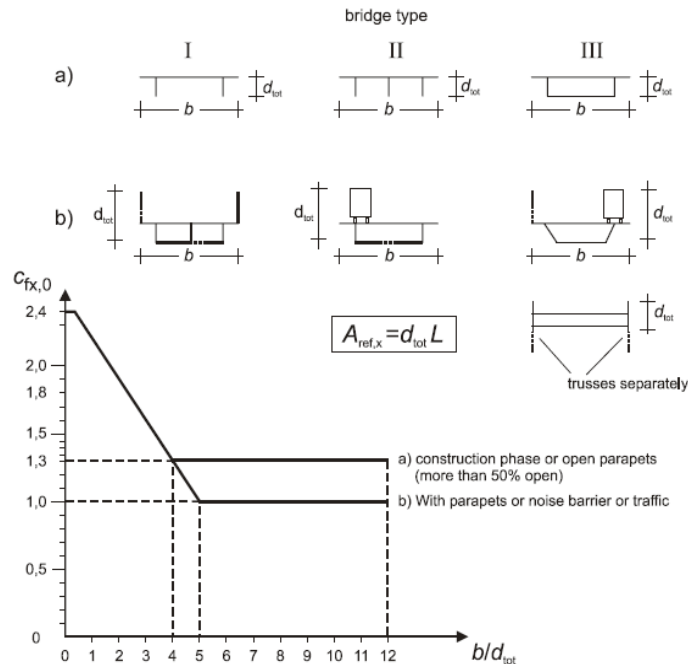 bridge type
I II III
a)
d_tot d_tot d_tot
b b b
b)
d_tot d_tot d_tot
b b b
c_fx,0
2,4
2,0
1,8
1,5
1,3
1,0
0,5
0
A_ref,x = d_tot L
d_tot
trusses separately
a) construction phase or open parapets
(more than 50% open)
b) With parapets or noise barrier or traffic
0 1 2 3 4 5 6 7 8 9 10 11 12
b/d_tot